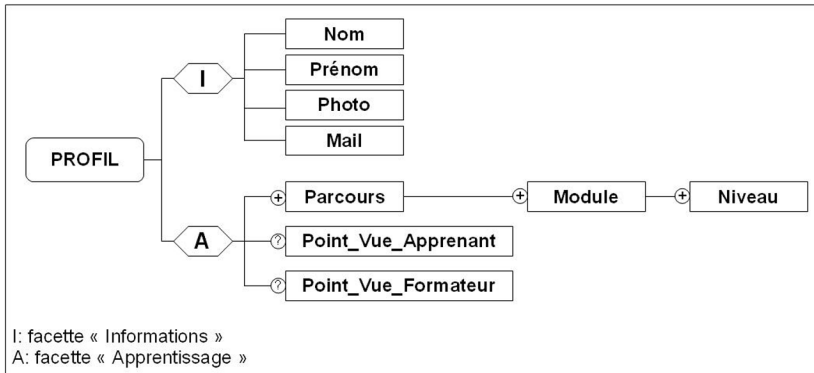 Nom
I
Prénom
Photo
Mail
PROFIL
+ Parcours
+ Module
+ Niveau
A
? Point_Vue_Apprenant
? Point_Vue_Formateur
I: facette « Informations »
A: facette « Apprentissage »